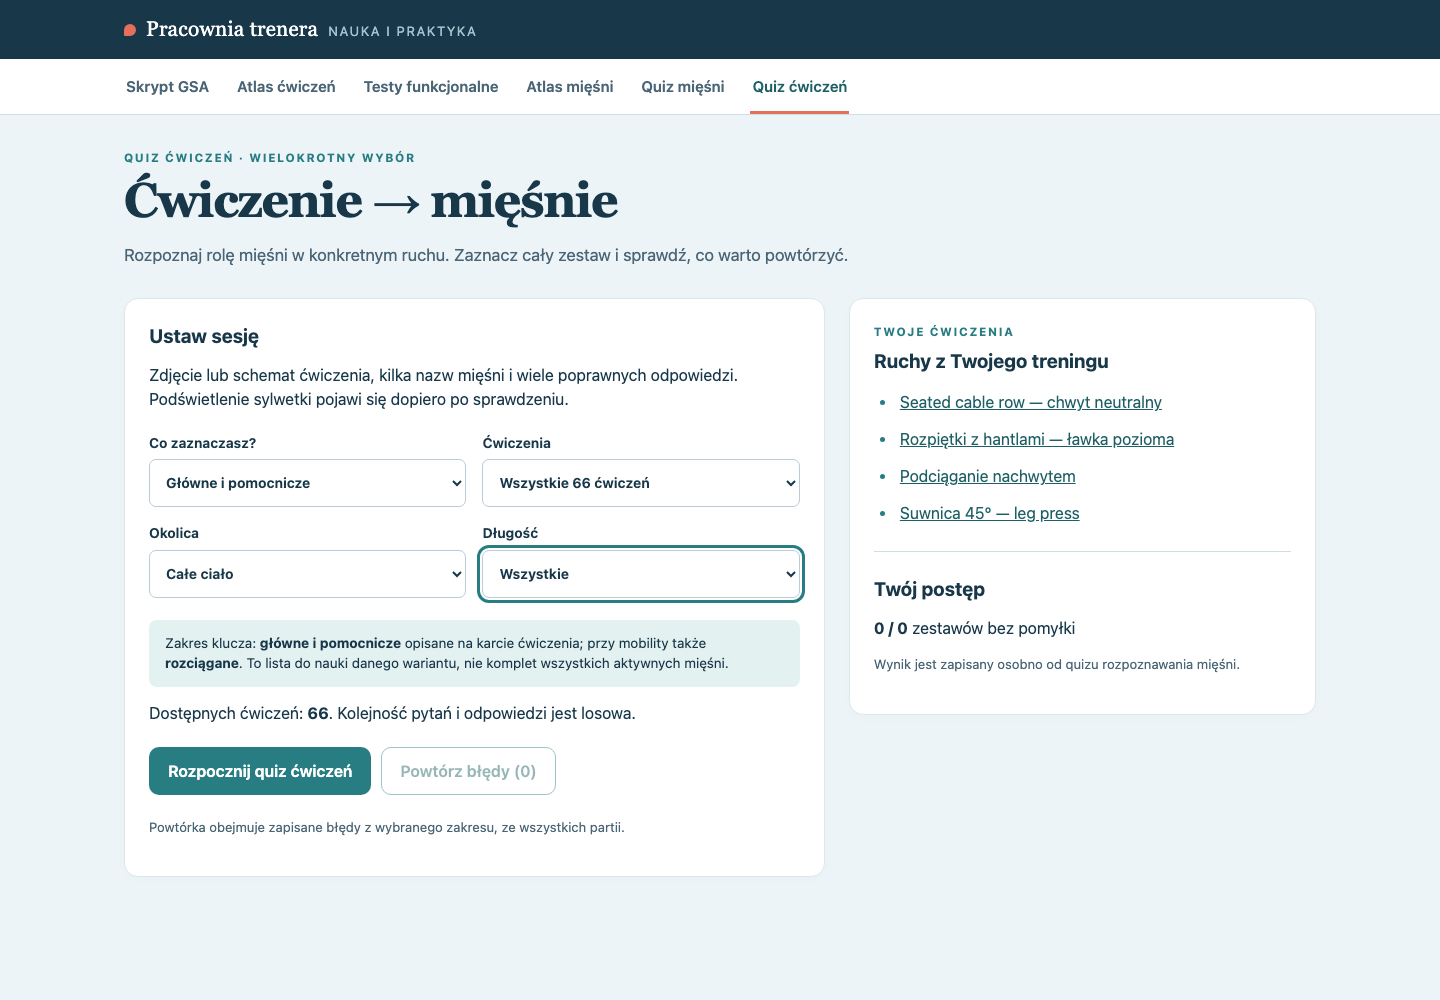 Pracownia trenera NAUKA I PRAKTYKA
Skrypt GSA Atlas ćwiczeń Testy funkcjonalne Atlas mięśni Quiz mięśni Quiz ćwiczeń
QUIZ ĆWICZEŃ · WIELOKROTNY WYBÓR
Ćwiczenie → mięśnie
Rozpoznaj rolę mięśni w konkretnym ruchu. Zaznacz cały zestaw i sprawdź, co warto powtórzyć.
Ustaw sesję
Zdjęcie lub schemat ćwiczenia, kilka nazw mięśni i wiele poprawnych odpowiedzi.
Podświetlenie sylwetki pojawi się dopiero po sprawdzeniu.
Co zaznaczasz? Ćwiczenia
Główne i pomocnicze Wszystkie 66 ćwiczeń
Okolica Długość
Całe ciało Wszystkie
Zakres klucza: główne i pomocnicze opisane na karcie ćwiczenia; przy mobility także
rozciągane. To lista do nauki danego wariantu, nie komplet wszystkich aktywnych mięśni.
Dostępnych ćwiczeń: 66. Kolejność pytań i odpowiedzi jest losowa.
Rozpocznij quiz ćwiczeń Powtórz błędy (0)
Powtórka obejmuje zapisane błędy z wybranego zakresu, ze wszystkich partii.
TWOJE ĆWICZENIA
Ruchy z Twojego treningu
• Seated cable row — chwyt neutralny
• Rozpiętki z hantlami — ławka pozioma
• Podciąganie nachwytem
• Suwnica 45° — leg press
Twój postęp
0 / 0 zestawów bez pomyłki
Wynik jest zapisany osobno od quizu rozpoznawania mięśni.